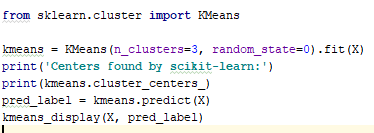 from sklearn.cluster import KMeans
kmeans = KMeans(n_clusters=3, random_state=0).fit(X)
print('Centers found by scikit-learn:')
print(kmeans.cluster_centers_)
pred_label = kmeans.predict(X)
kmeans_display(X, pred_label)